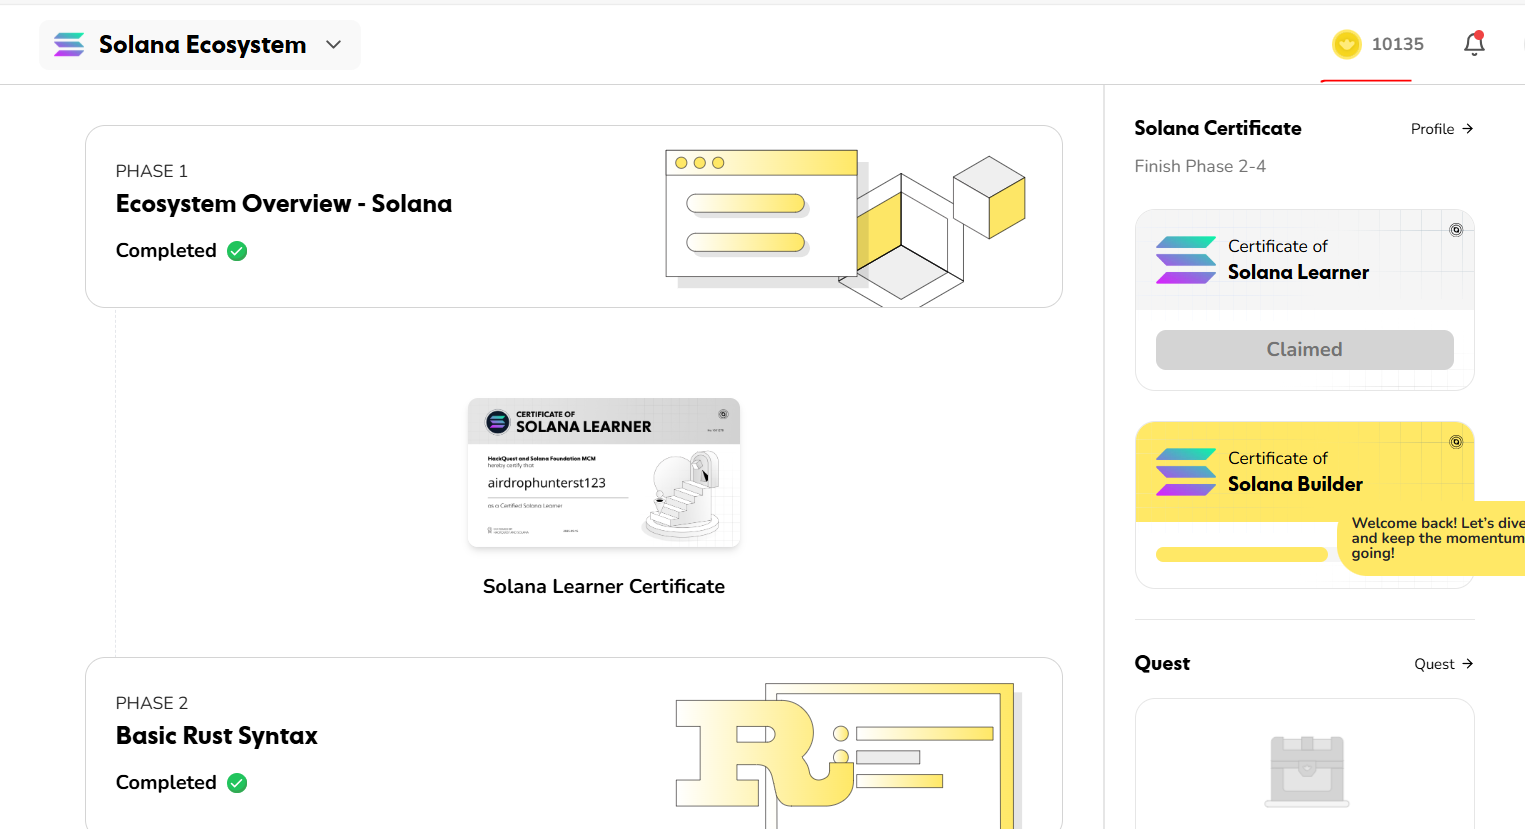 Solana Ecosystem
10135
PHASE 1
Ecosystem Overview - Solana
Completed
CERTIFICATE OF
SOLANA LEARNER
HackQuest and Solana Foundation MCM
hereby certify that
airdrophunterst123
as a Certified Solana Learner
Solana Learner Certificate
PHASE 2
Basic Rust Syntax
Completed
Solana Certificate
Profile
Finish Phase 2-4
Certificate of
Solana Learner
Claimed
Certificate of
Solana Builder
Welcome back! Let's dive
and keep the momentum
going!
Quest
Quest